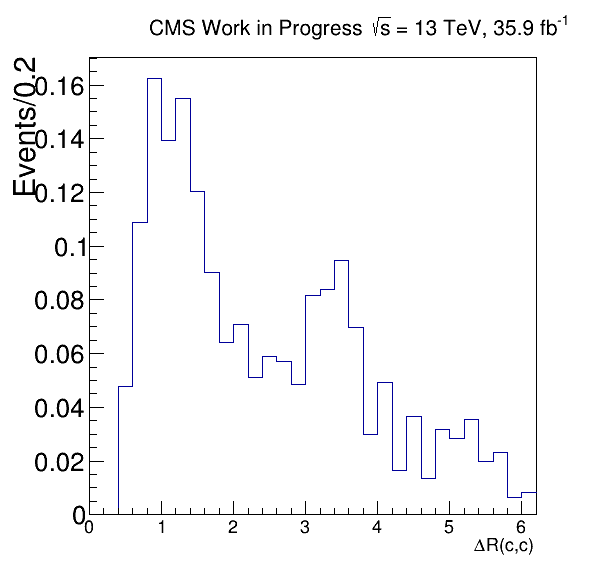 CMS Work in Progress √s = 13 TeV, 35.9 fb⁻¹
Events/0.2
0.16
0.14
0.12
0.1
0.08
0.06
0.04
0.02
0
0 1 2 3 4 5 6
ΔR(c,c)